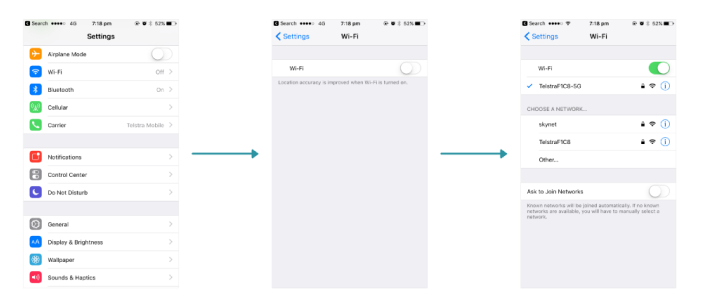 Search 4G 7:18 pm 52%
Settings
Airplane Mode
Wi-Fi Off
Bluetooth On
Cellular
Carrier Telstra Mobile
Notifications
Control Center
Do Not Disturb
General
AA Display & Brightness
Wallpaper
Sounds & Haptics
Search 4G 7:18 pm 52%
Settings Wi-Fi
Wi-Fi
Location accuracy is improved when Wi-Fi is turned on.
Search 7:18 pm 52%
Settings Wi-Fi
Wi-Fi
TelstraF1C8-5G
CHOOSE A NETWORK...
skynet
TelstraF1C8
Other...
Ask to Join Networks
Known networks will be joined automatically. If no known
networks are available, you will have to manually select a
network.